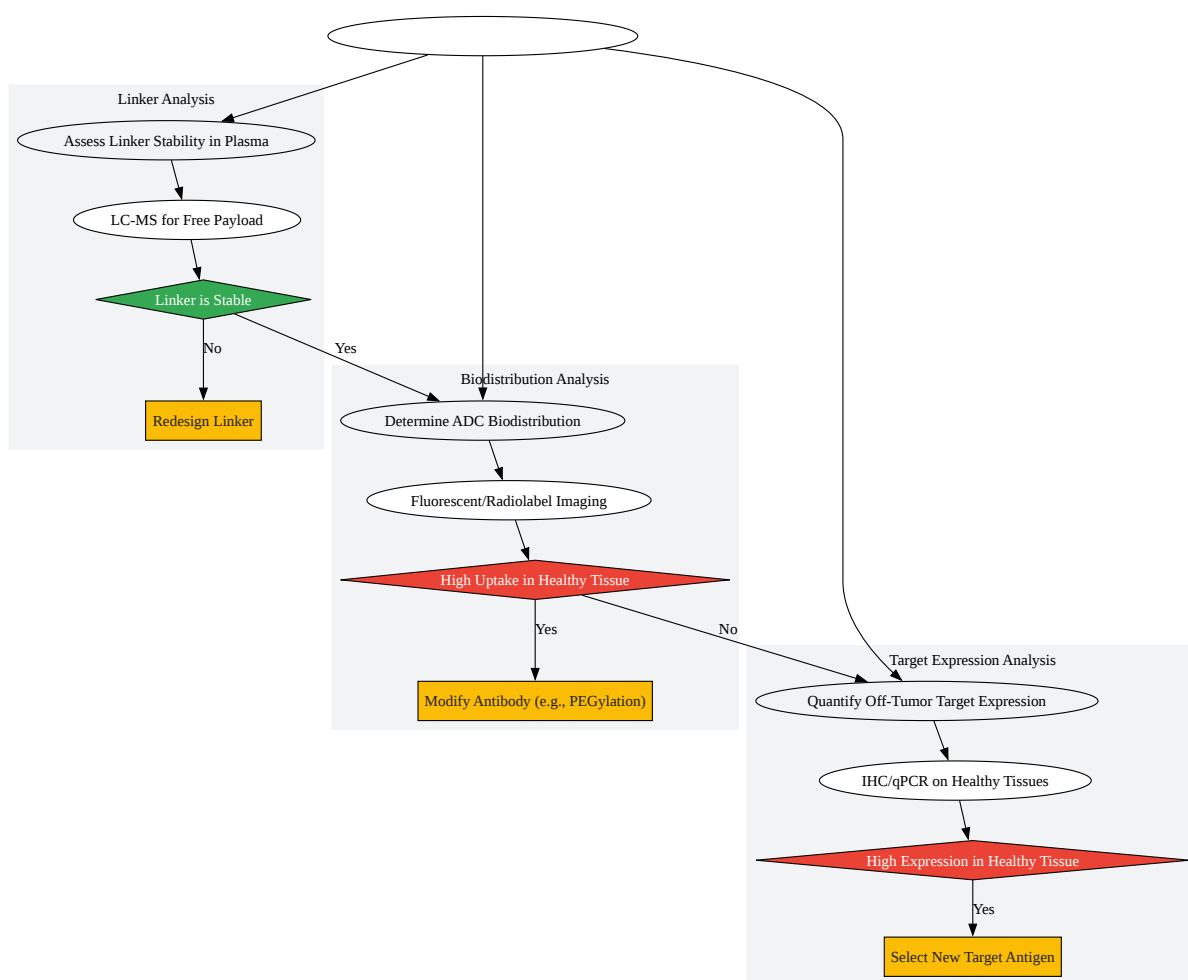 Linker Analysis
Assess Linker Stability in Plasma
LC-MS for Free Payload
Linker is Stable
No
Yes
Redesign Linker
Biodistribution Analysis
Determine ADC Biodistribution
Fluorescent/Radiolabel Imaging
High Uptake in Healthy Tissue
Yes
No
Modify Antibody (e.g., PEGylation)
Target Expression Analysis
Quantify Off-Tumor Target Expression
IHC/qPCR on Healthy Tissues
High Expression in Healthy Tissue
Yes
Select New Target Antigen